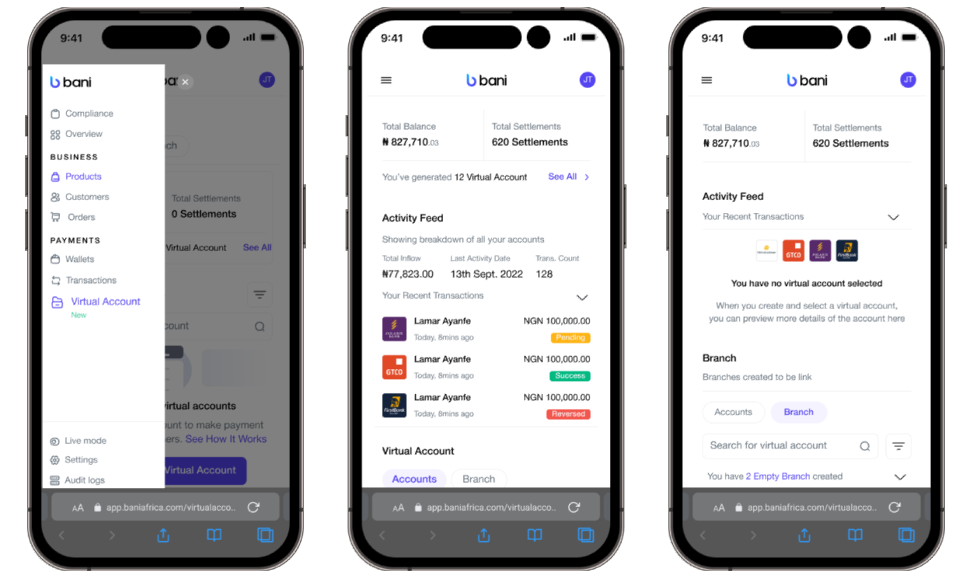 9:41
bani
JT
Compliance
Overview
BUSINESS
Products
Customers
Orders
PAYMENTS
Wallets
Transactions
Virtual Account
New
Live mode
Settings
Audit logs
Total Settlements
0 Settlements
Virtual Account
See All
count
virtual accounts
unt to make payment
ers. See How It Works
Virtual Account
AA
app.baniafrica.com/virtualacco..
9:41
bani
JT
Total Balance
₦ 827,710.03
Total Settlements
620 Settlements
You've generated 12 Virtual Account
See All
Activity Feed
Showing breakdown of all your accounts
Total Inflow
Last Activity Date
Trans. Count
₦77,823.00
13th Sept. 2022
128
Your Recent Transactions
Lamar Ayanfe
NGN 100,000.00
Today, 8mins ago
Pending
GTCO
Lamar Ayanfe
NGN 100,000.00
Today, 8mins ago
Success
Lamar Ayanfe
NGN 100,000.00
Today, 8mins ago
Reversed
Virtual Account
Accounts
Branch
AA
app.baniafrica.com/virtualacco..
9:41
bani
JT
Total Balance
₦ 827,710.03
Total Settlements
620 Settlements
Activity Feed
Your Recent Transactions
GTCO
You have no virtual account selected
When you create and select a virtual account,
you can preview more details of the account here
Branch
Branches created to be link
Accounts
Branch
Search for virtual account
You have 2 Empty Branch created
AA
app.baniafrica.com/virtualacco..